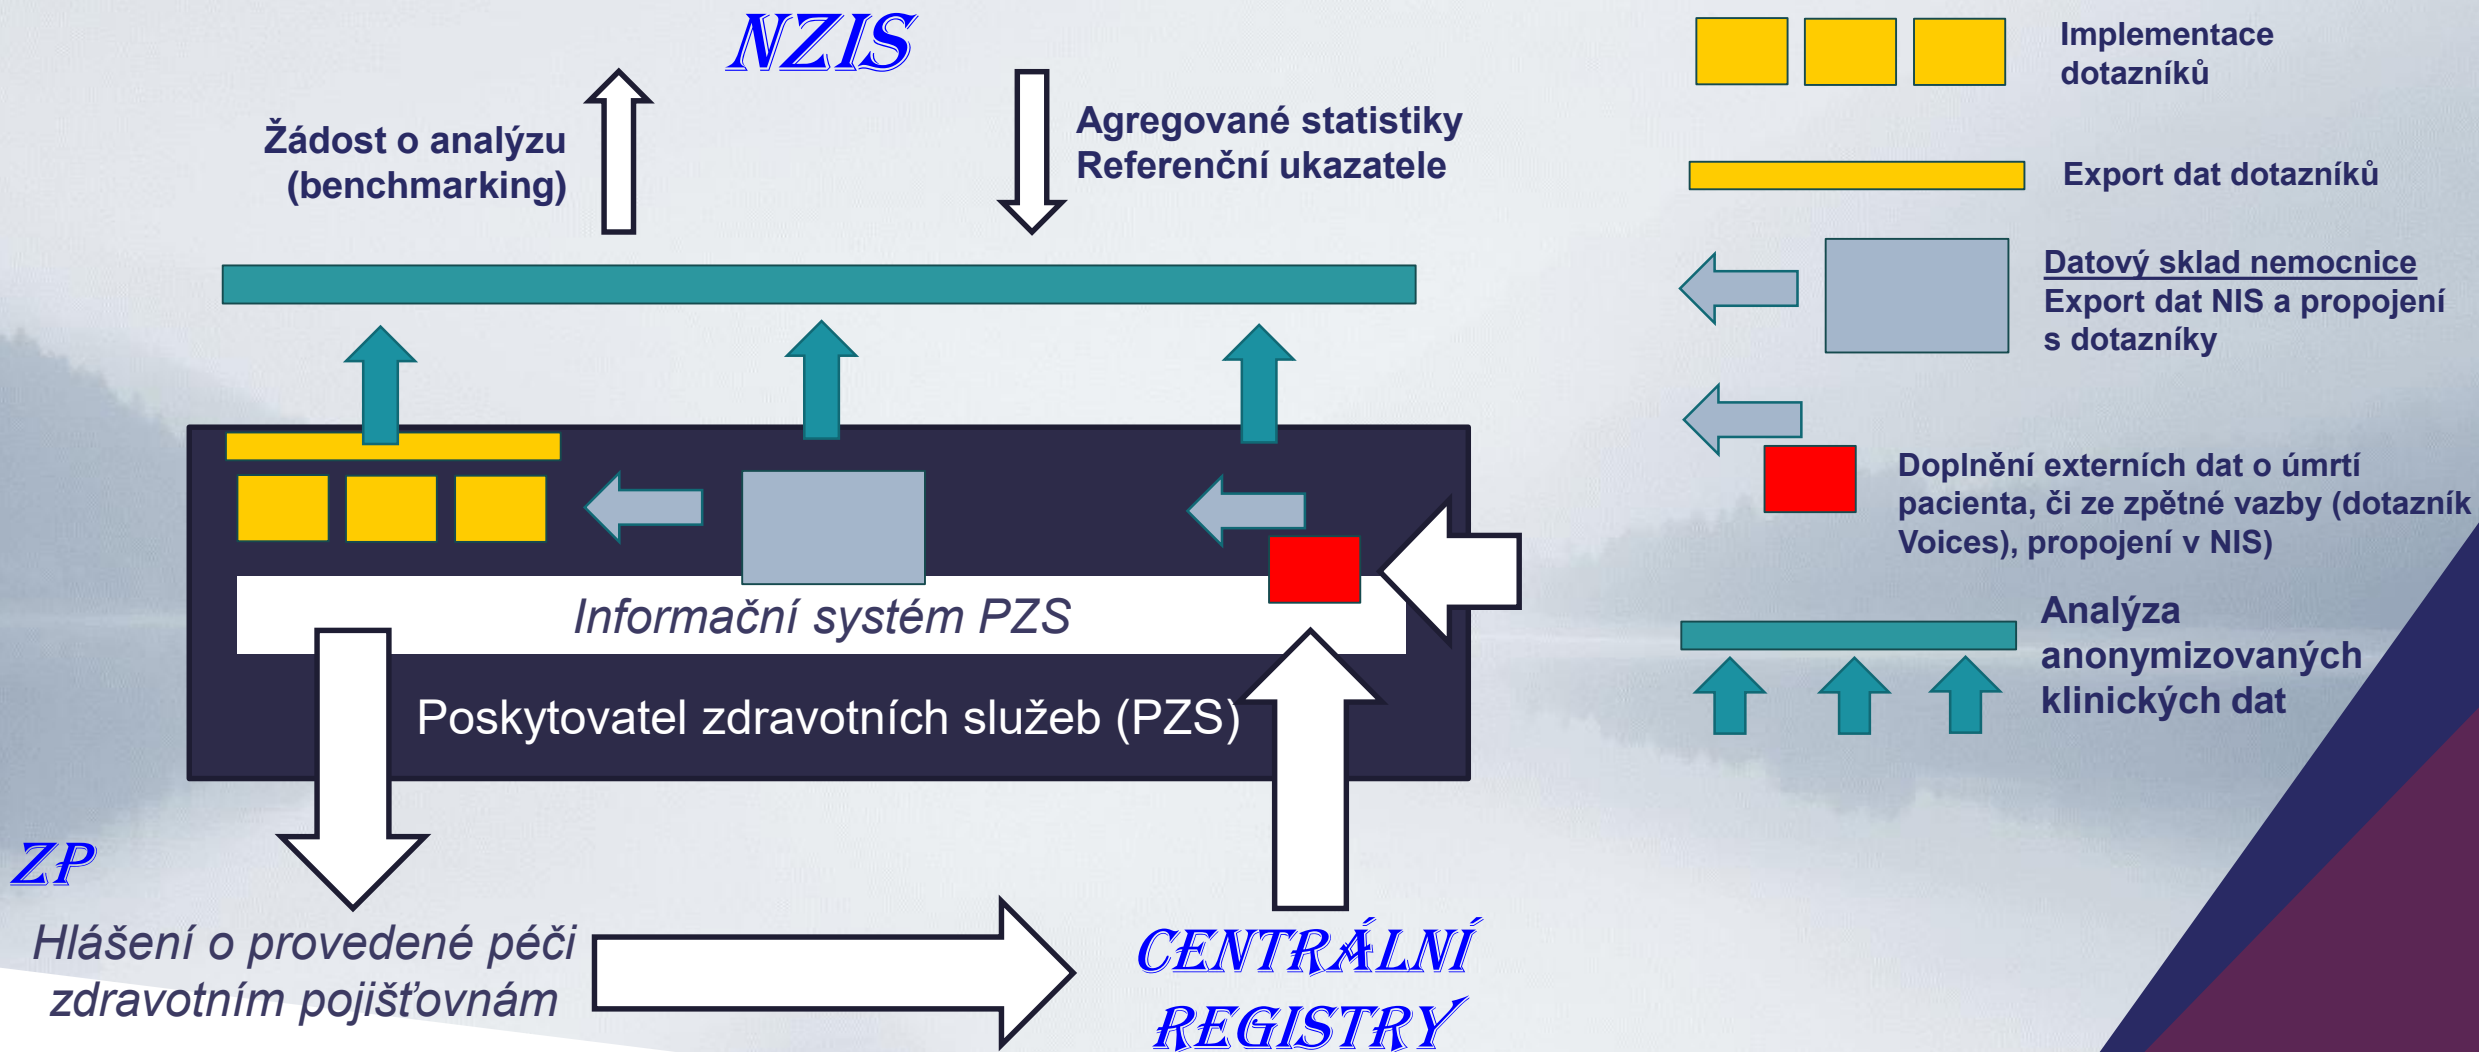 NZIS
Žádost o analýzu
(benchmarking)
Agregované statistiky
Referenční ukazatele
Informační systém PZS
Poskytovatel zdravotních služeb (PZS)
ZP
Hlášení o provedené péči
zdravotním pojišťovnám
CENTRÁLNÍ
REGISTRY
Implementace
dotazníků
Export dat dotazníků
Datový sklad nemocnice
Export dat NIS a propojení
s dotazníky
Doplnění externích dat o úmrtí
pacienta, či ze zpětné vazby (dotazník
Voices), propojení v NIS)
Analýza
anonymizovaných
klinických dat